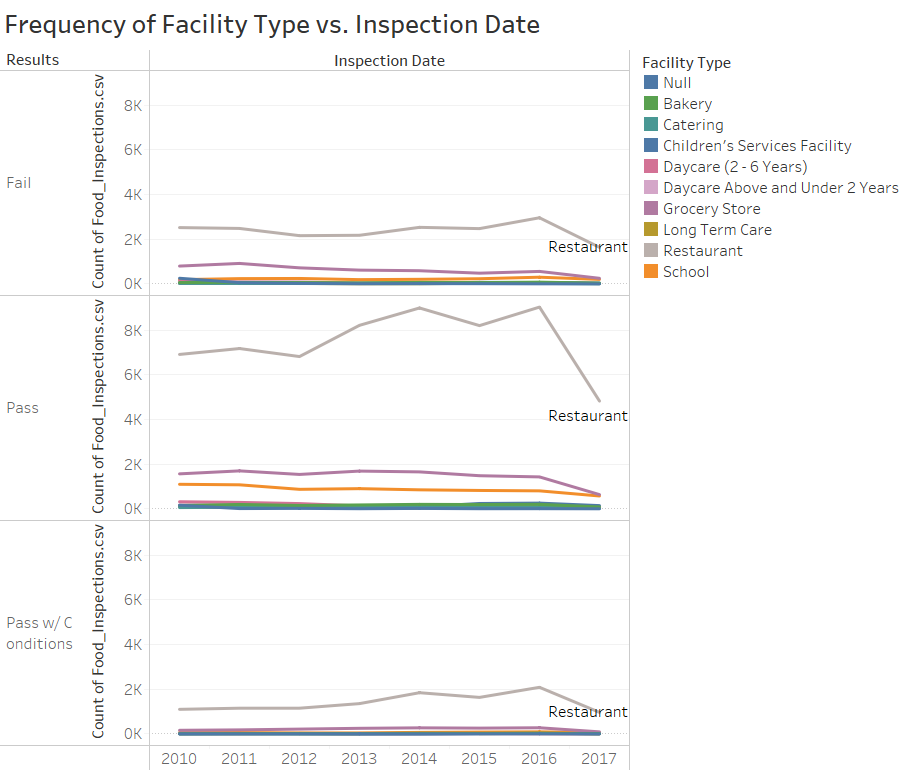 Frequency of Facility Type vs. Inspection Date
Results
Inspection Date
Fail
Count of Food_Inspections.csv
8K
6K
4K
2K
0K
Restaurant
Pass
Count of Food_Inspections.csv
8K
6K
4K
2K
0K
Restaurant
Pass w/ C
onditions
Count of Food_Inspections.csv
8K
6K
4K
2K
0K
Restaurant
2010 2011 2012 2013 2014 2015 2016 2017
Facility Type
Null
Bakery
Catering
Children's Services Facility
Daycare (2 - 6 Years)
Daycare Above and Under 2 Years
Grocery Store
Long Term Care
Restaurant
School